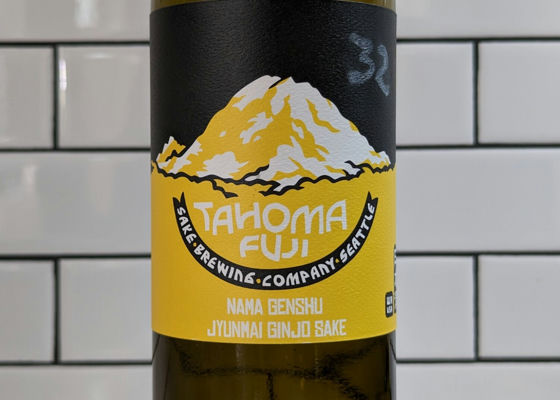 32
TAHOMA
FUJI
SAKE•BREWING•COMPANY•SEATTLE
NAMA GENSHU
JYUNMAI GINJO SAKE